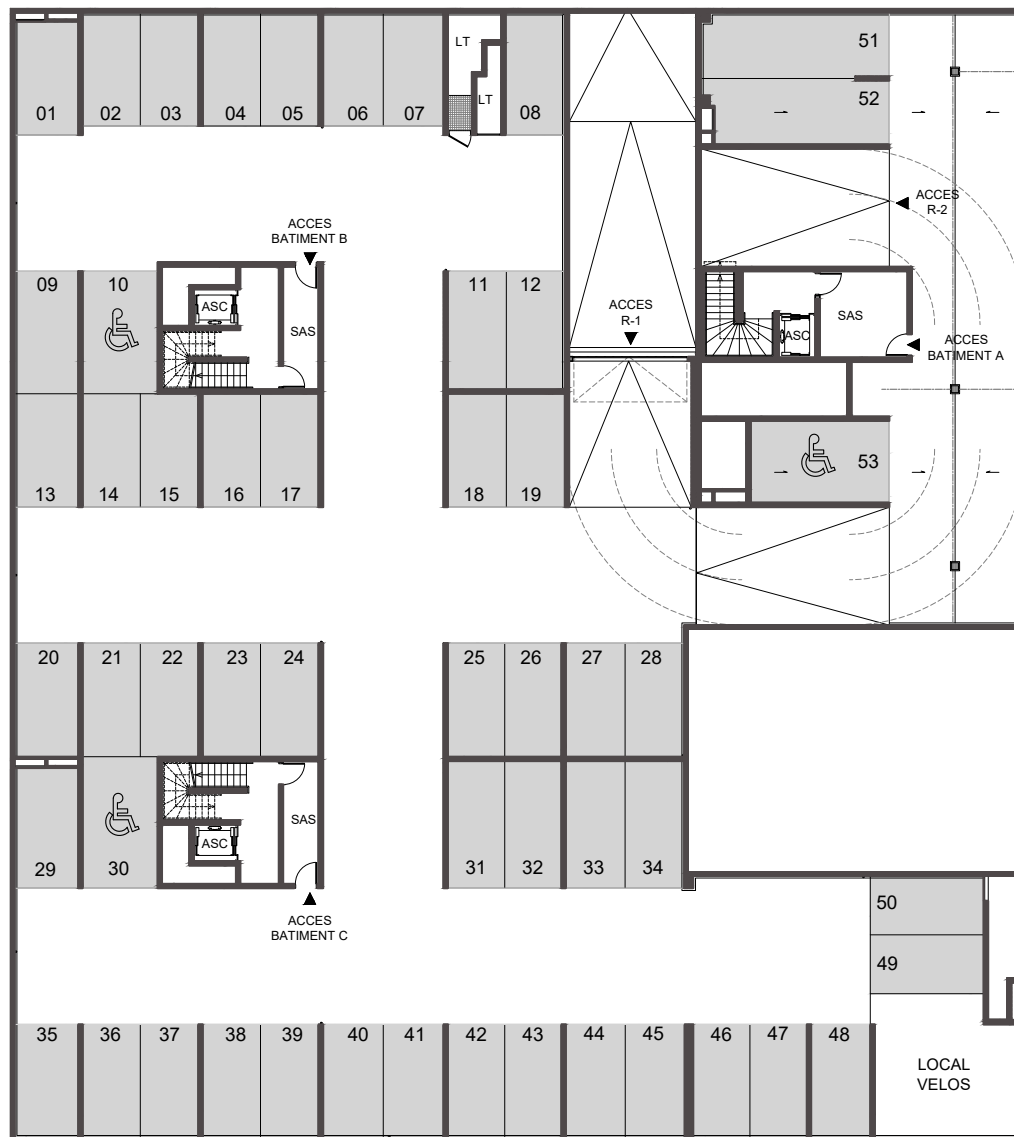 LT
LT
01
02
03
04
05
06
07
08
51
52
ACCES
R-2
ACCES
BATIMENT B
09
10
ASC
SAS
11
12
ACCES
R-1
ASC
SAS
ACCES
BATIMENT A
13
14
15
16
17
18
19
53
20
21
22
23
24
25
26
27
28
29
30
ASC
SAS
31
32
33
34
ACCES
BATIMENT C
50
49
35
36
37
38
39
40
41
42
43
44
45
46
47
48
LOCAL
VELOS